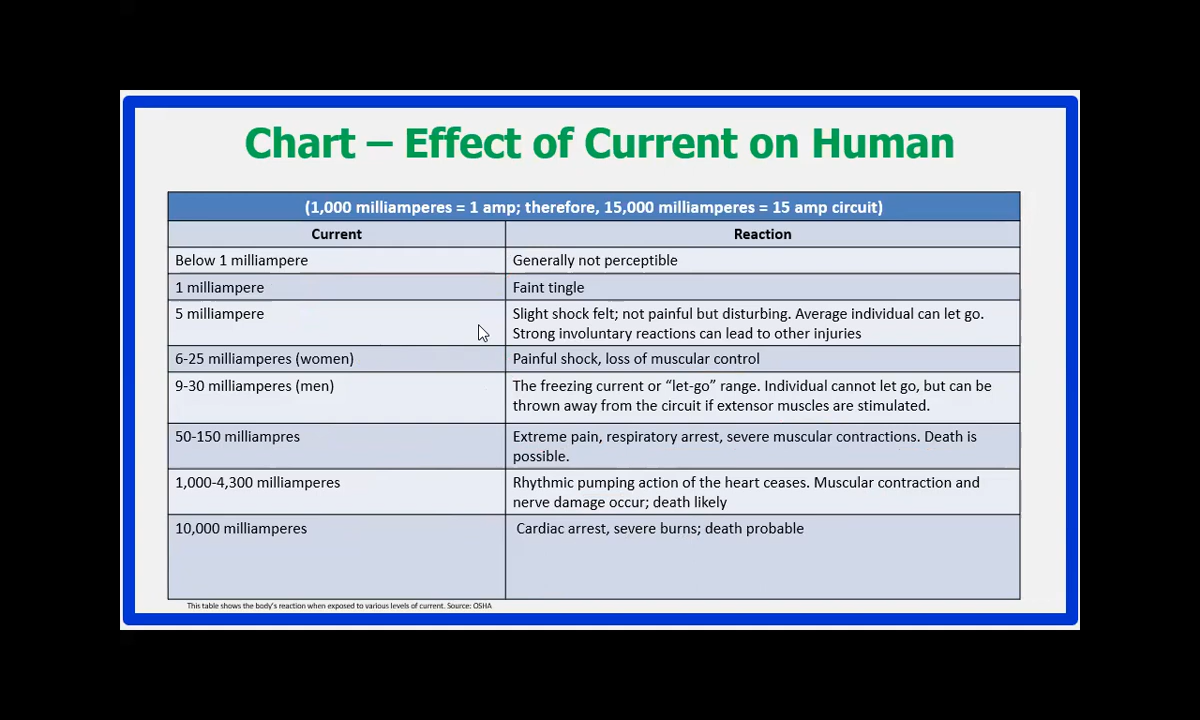 Chart – Effect of Current on Human
(1,000 milliamperes = 1 amp; therefore, 15,000 milliamperes = 15 amp circuit)
Current
Reaction
Below 1 milliampere
Generally not perceptible
1 milliampere
Faint tingle
5 milliampere
Slight shock felt; not painful but disturbing. Average individual can let go.
Strong involuntary reactions can lead to other injuries
6-25 milliamperes (women)
Painful shock, loss of muscular control
9-30 milliamperes (men)
The freezing current or “let-go” range. Individual cannot let go, but can be
thrown away from the circuit if extensor muscles are stimulated.
50-150 milliampres
Extreme pain, respiratory arrest, severe muscular contractions. Death is
possible.
1,000-4,300 milliamperes
Rhythmic pumping action of the heart ceases. Muscular contraction and
nerve damage occur; death likely
10,000 milliamperes
Cardiac arrest, severe burns; death probable
This table shows the body's reaction when exposed to various levels of current. Source: OSHA